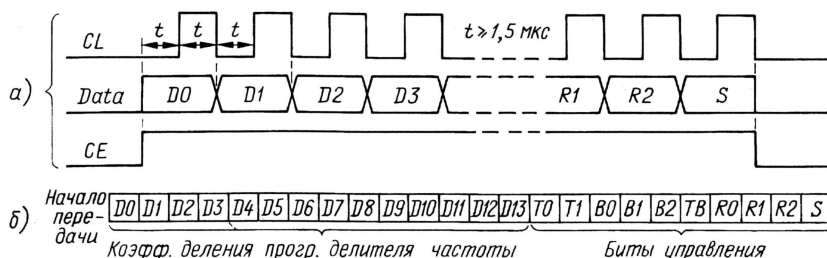 t t t t ⩾ 1,5 мкс
CL
а)
Data D0 D1 D2 D3 R1 R2 S
CE
б) Начало пере- дачи D0 D1 D2 D3 D4 D5 D6 D7 D8 D9 D10 D11 D12 D13 T0 T1 B0 B1 B2 TB R0 R1 R2 S
Коэфф. деления прогр. делителя частоты Биты управления